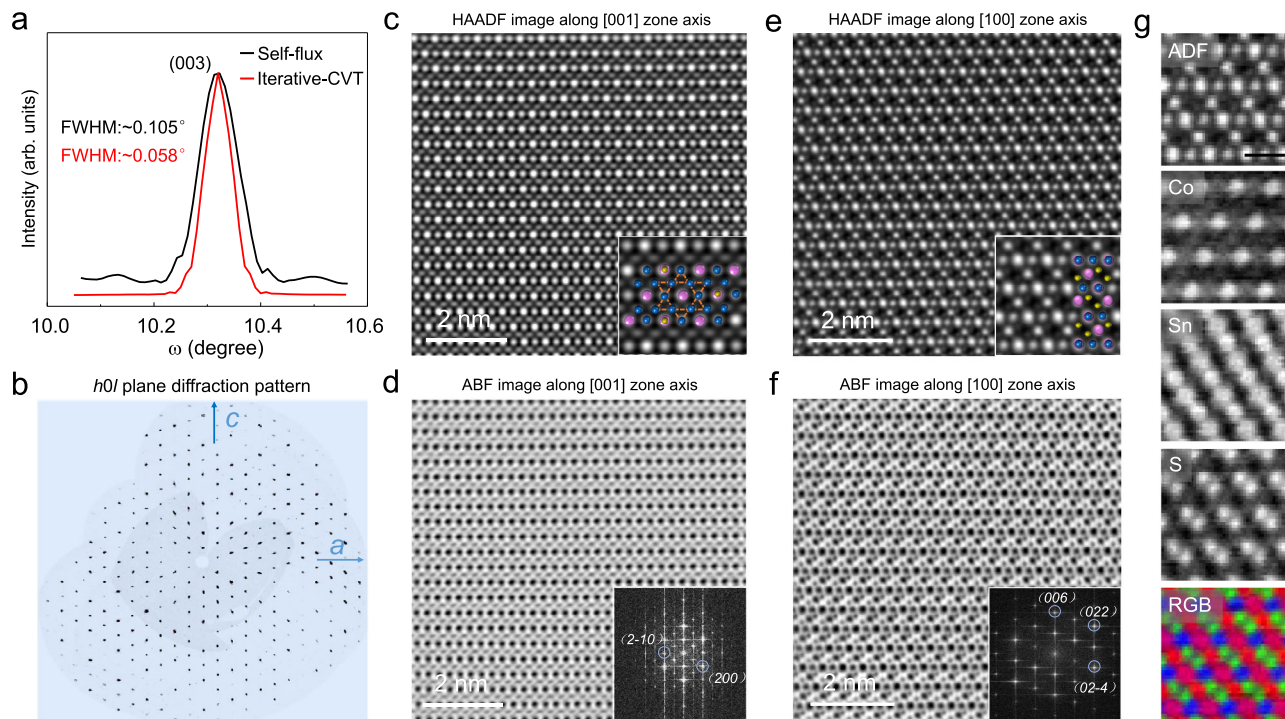 a
(003)
Self-flux
Iterative-CVT
FWHM:~0.105°
FWHM:~0.058°
Intensity (arb. units)
10.0
10.2
10.4
10.6
ω (degree)
b
h0l plane diffraction pattern
c
a
c
HAADF image along [001] zone axis
2 nm
d
ABF image along [001] zone axis
2 nm
(2-10)
(200)
e
HAADF image along [100] zone axis
2 nm
f
ABF image along [100] zone axis
2 nm
(006)
(022)
(02-4)
g
ADF
Co
Sn
S
RGB